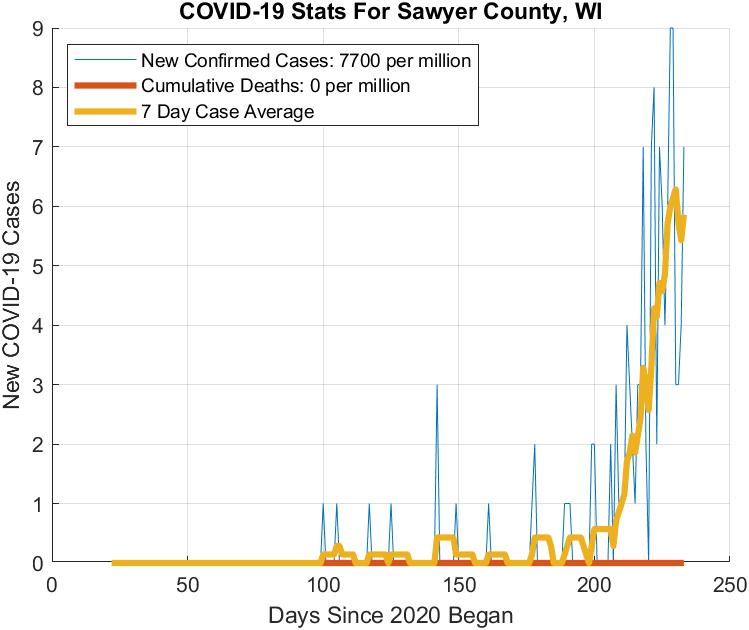 COVID-19 Stats For Sawyer County, WI
New Confirmed Cases: 7700 per million
Cumulative Deaths: 0 per million
7 Day Case Average
New COVID-19 Cases
9
8
7
6
5
4
3
2
1
0
0 50 100 150 200 250
Days Since 2020 Began